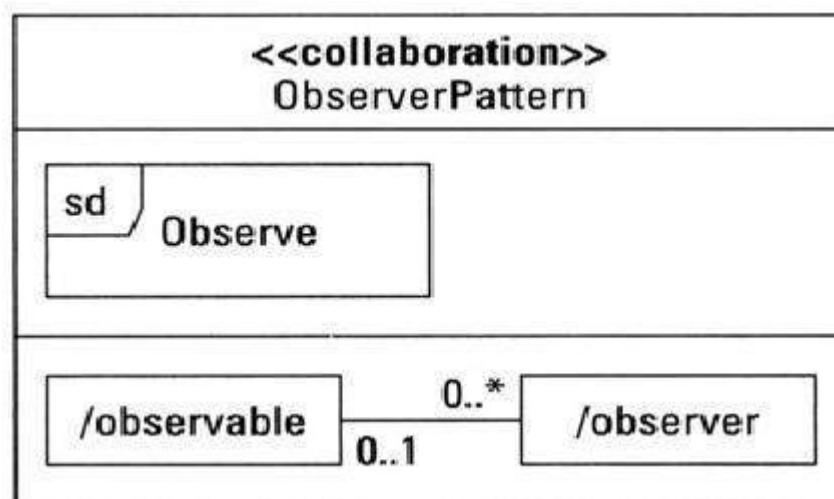 <<collaboration>>
ObserverPattern
sd
Observe
/observable
0..1
0..*
/observer